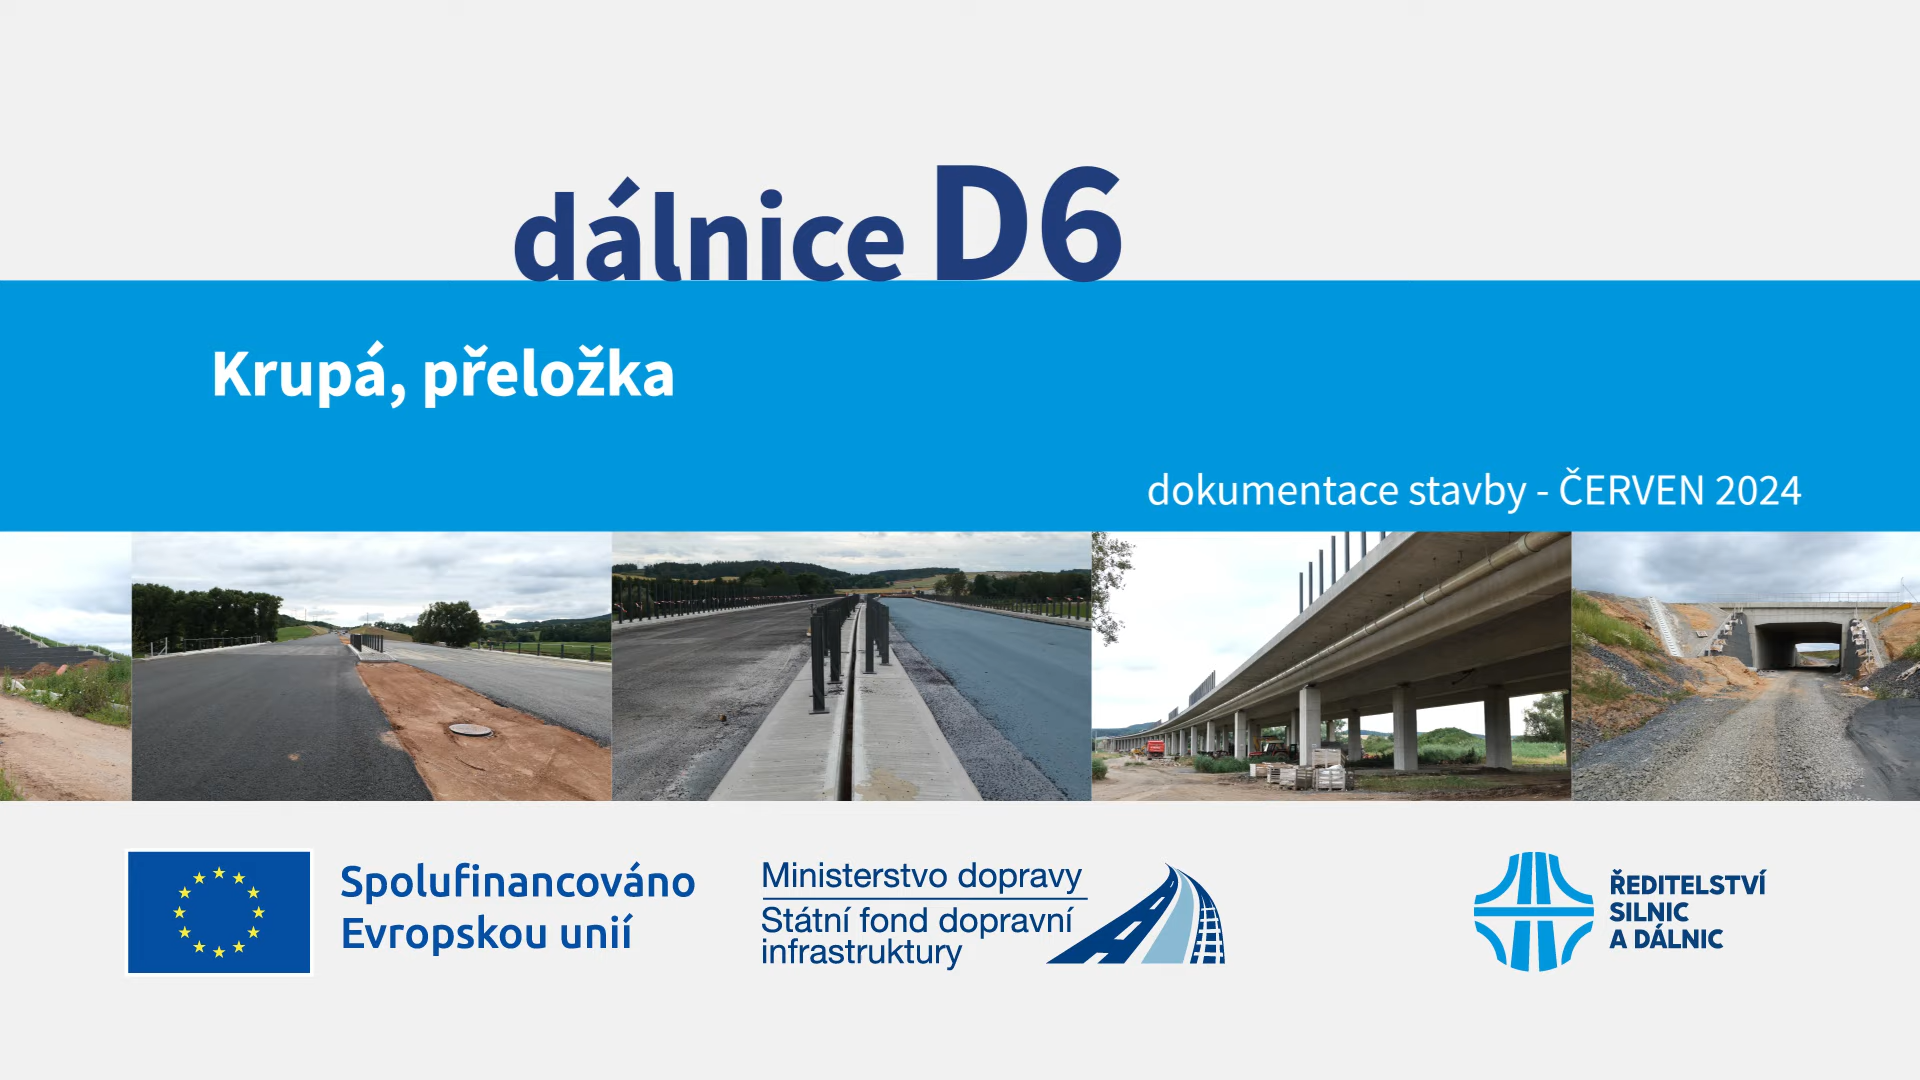 dálnice D6
Krupá, přeložka
dokumentace stavby - ČERVEN 2024
Spolufinancováno
Evropskou unií
Ministerstvo dopravy
Státní fond dopravní
infrastruktury
ŘEDITELSTVÍ
SILNIC
A DÁLNIC